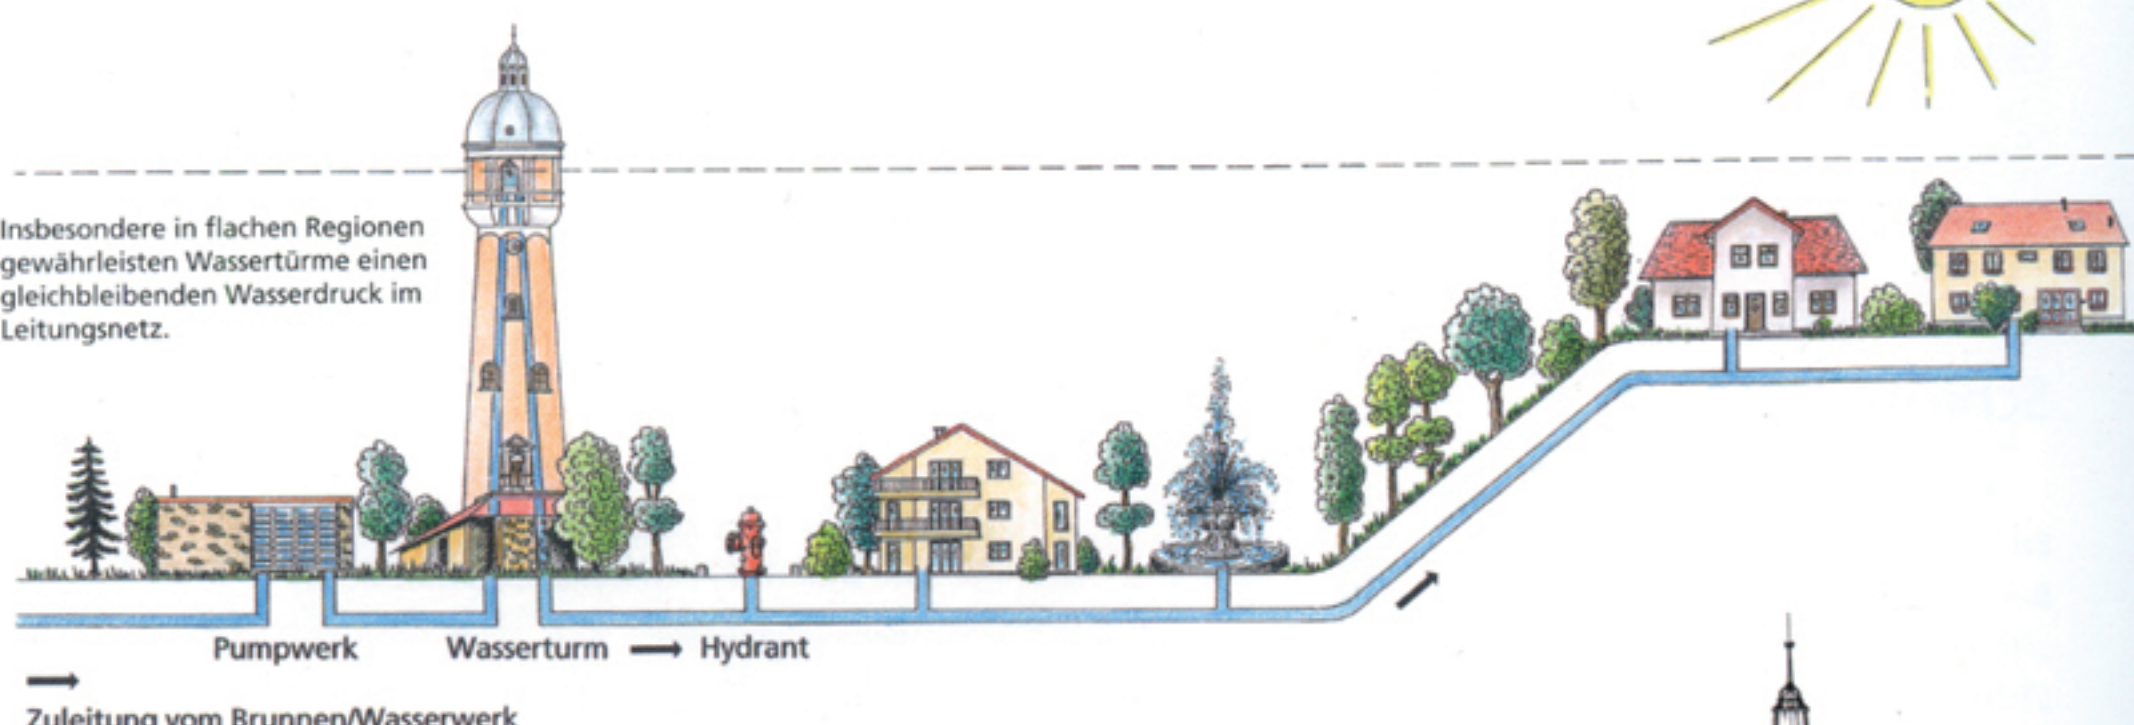 Insbesondere in flachen Regionen
gewährleisten Wassertürme einen
gleichbleibenden Wasserdruck im
Leitungsnetz.
Pumpwerk
Wasserturm
Hydrant
Zuleitung vom Brunnen/Wasserwerk